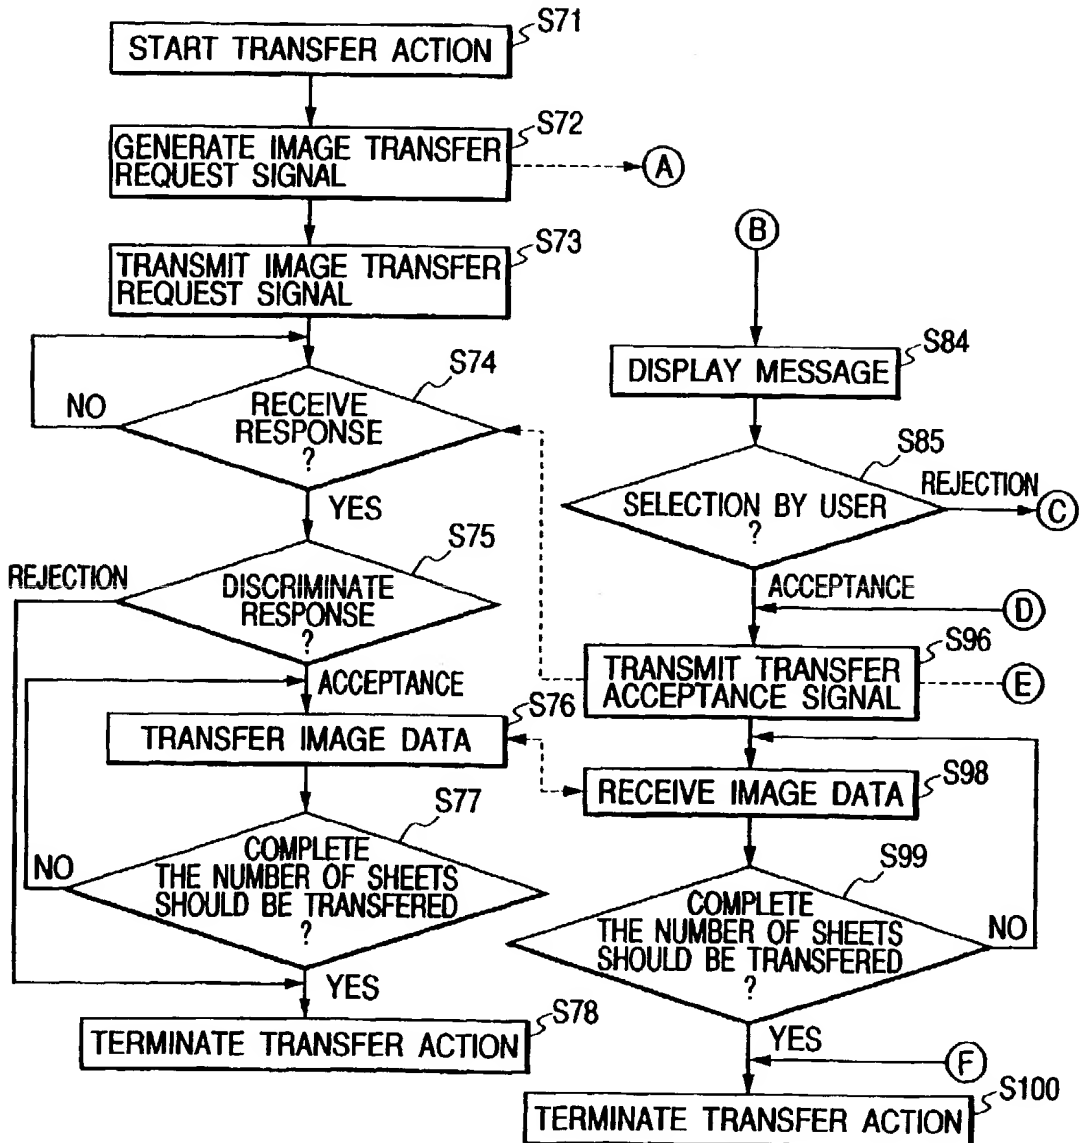 S71
START TRANSFER ACTION
S72
GENERATE IMAGE TRANSFER
REQUEST SIGNAL
A
S73
TRANSMIT IMAGE TRANSFER
REQUEST SIGNAL
S74
NO
RECEIVE
RESPONSE
?
YES
S75
REJECTION
DISCRIMINATE
RESPONSE
?
ACCEPTANCE
S76
TRANSFER IMAGE DATA
S77
NO
COMPLETE
THE NUMBER OF SHEETS
SHOULD BE TRANSFERED
?
YES
S78
TERMINATE TRANSFER ACTION
B
S84
DISPLAY MESSAGE
S85
REJECTION
SELECTION BY USER
?
C
ACCEPTANCE
D
S96
TRANSMIT TRANSFER
ACCEPTANCE SIGNAL
E
S98
RECEIVE IMAGE DATA
S99
COMPLETE
THE NUMBER OF SHEETS
SHOULD BE TRANSFERED
?
NO
YES
F
S100
TERMINATE TRANSFER ACTION